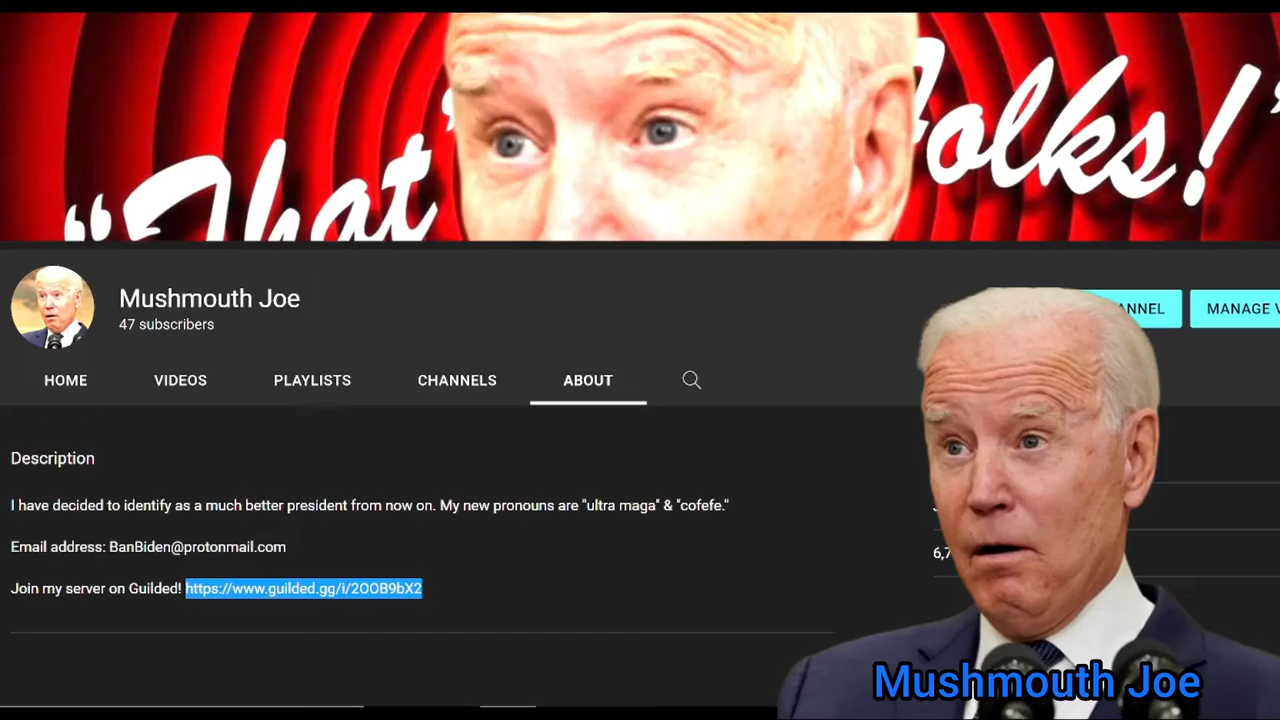 "That
Folks!"
Mushmouth Joe
47 subscribers
ANNEL
MANAGE V
HOME
VIDEOS
PLAYLISTS
CHANNELS
ABOUT
Description
I have decided to identify as a much better president from now on. My new pronouns are "ultra maga" & "cofefe."
Email address: BanBiden@protonmail.com
6,7
Join my server on Guilded! https://www.guilded.gg/i/2OOB9bX2
Mushmouth Joe